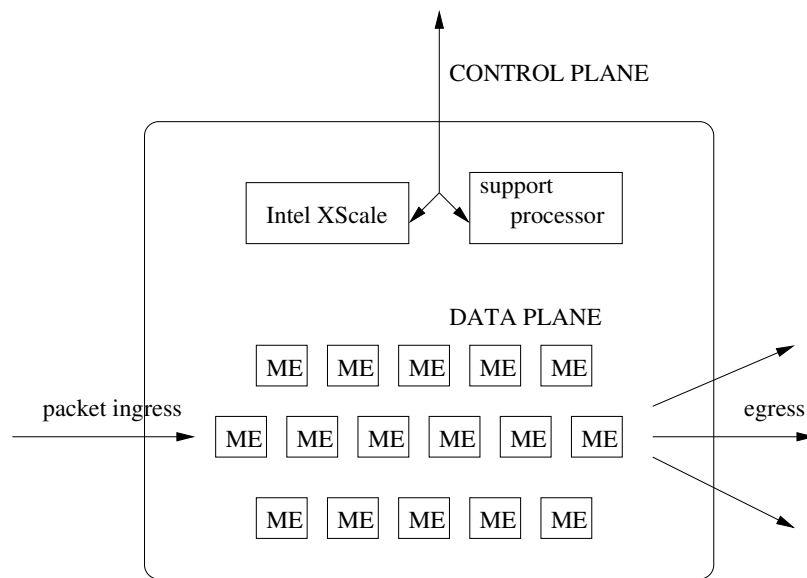 CONTROL PLANE
Intel XScale
support
processor
DATA PLANE
ME ME ME ME ME
packet ingress
egress
ME ME ME ME ME ME
ME ME ME ME ME